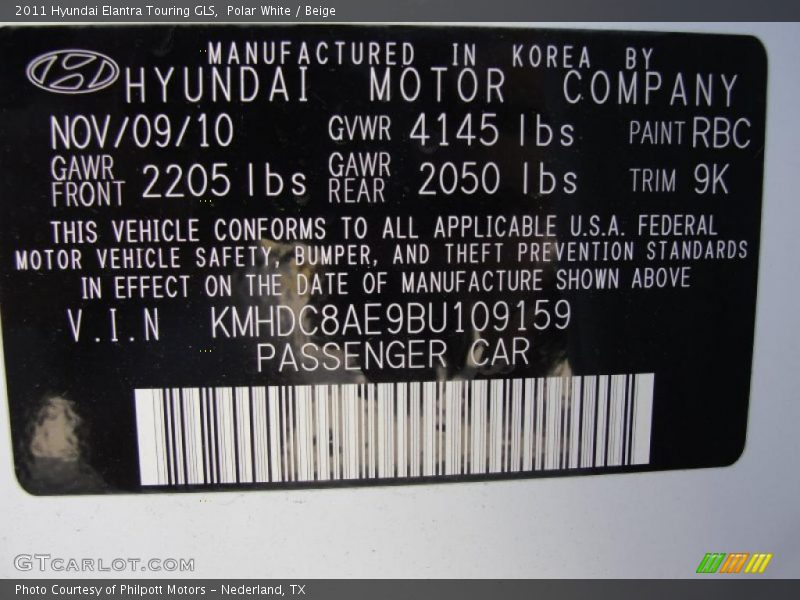 2011 Hyundai Elantra Touring GLS, Polar White / Beige
MANUFACTURED IN KOREA BY
HYUNDAI MOTOR COMPANY
NOV/09/10 GVWR 4145 lbs PAINT RBC
GAWR FRONT 2205 lbs GAWR REAR 2050 lbs TRIM 9K
THIS VEHICLE CONFORMS TO ALL APPLICABLE U.S.A. FEDERAL
MOTOR VEHICLE SAFETY, BUMPER, AND THEFT PREVENTION STANDARDS
IN EFFECT ON THE DATE OF MANUFACTURE SHOWN ABOVE
V.I.N KMHDC8AE9BU109159
PASSENGER CAR
GTCARLOT.COM
Photo Courtesy of Philpott Motors - Nederland, TX